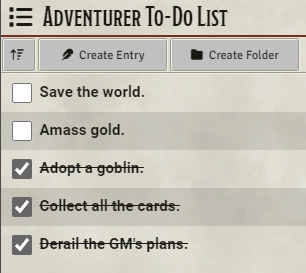 Adventurer To-Do List
Create Entry Create Folder
Save the world.
Amass gold.
Adopt a goblin.
Collect all the cards.
Derail the GM's plans.